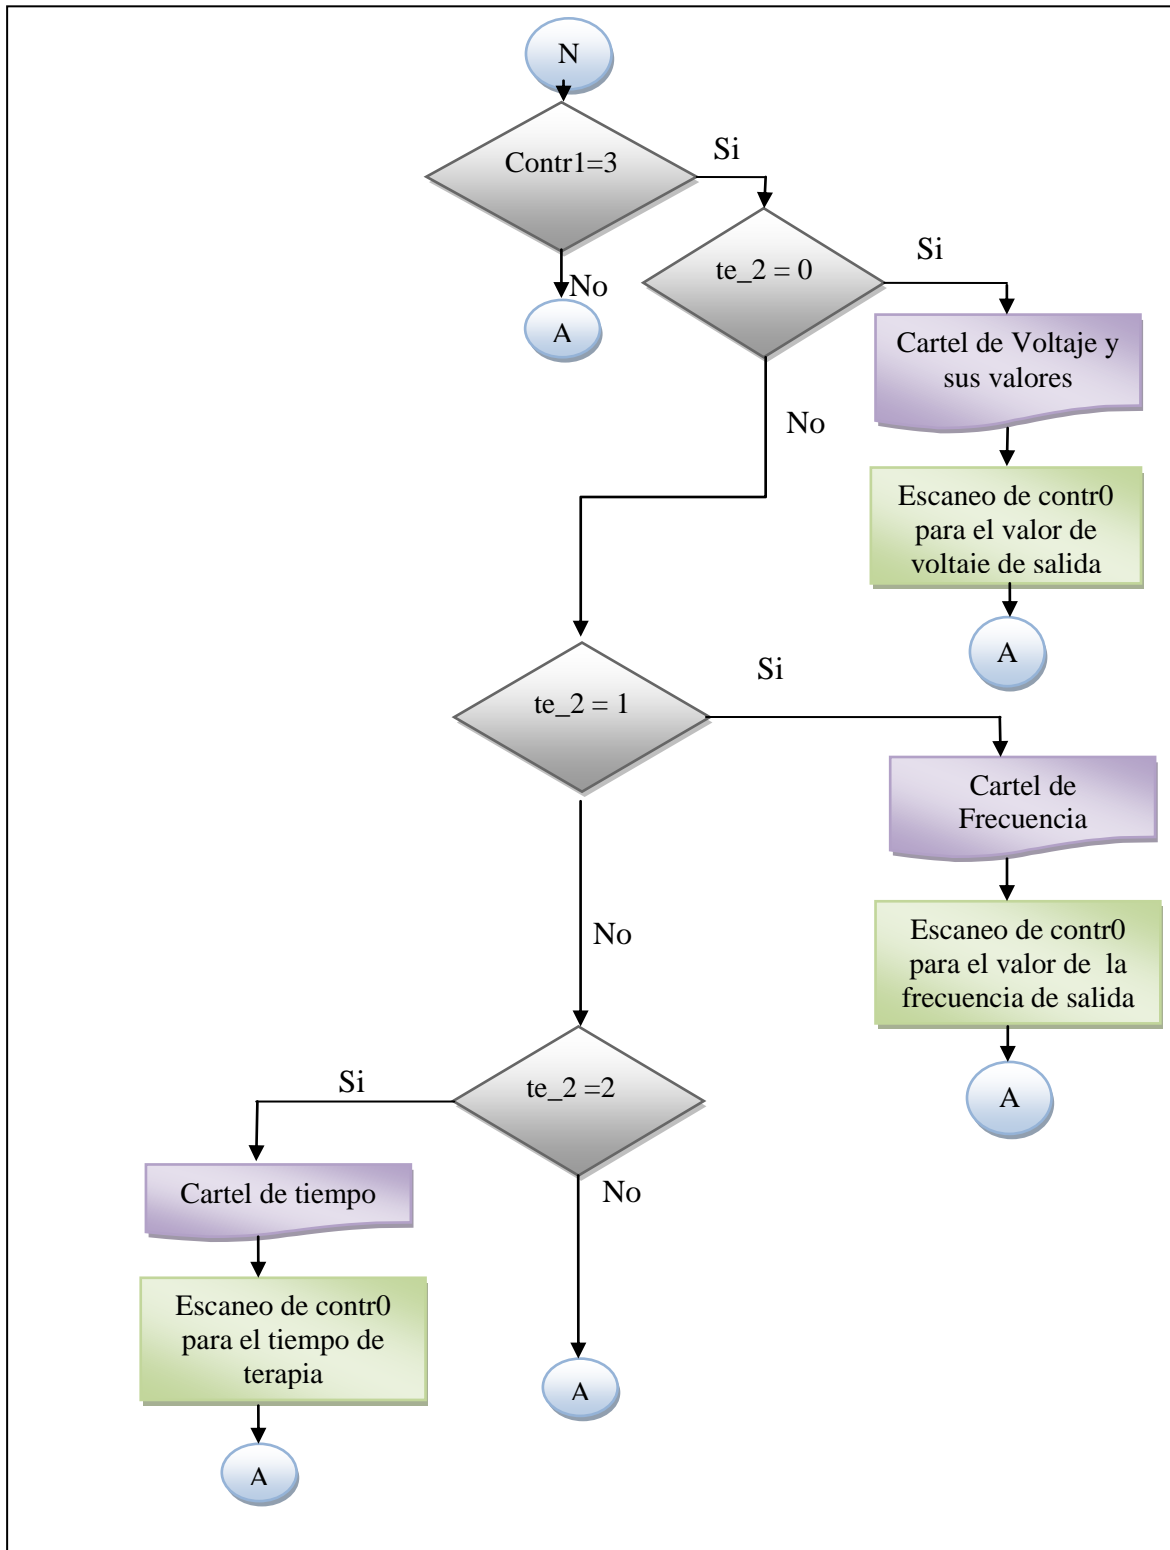 N
Contr1=3
Si
te_2 = 0
Si
No
A
Cartel de Voltaje y
sus valores
No
Escaneo de contr0
para el valor de
voltaje de salida
A
te_2 = 1
Si
Cartel de
Frecuencia
No
Escaneo de contr0
para el valor de la
frecuencia de salida
A
te_2 =2
Si
No
Cartel de tiempo
Escaneo de contr0
para el tiempo de
terapia
A
A